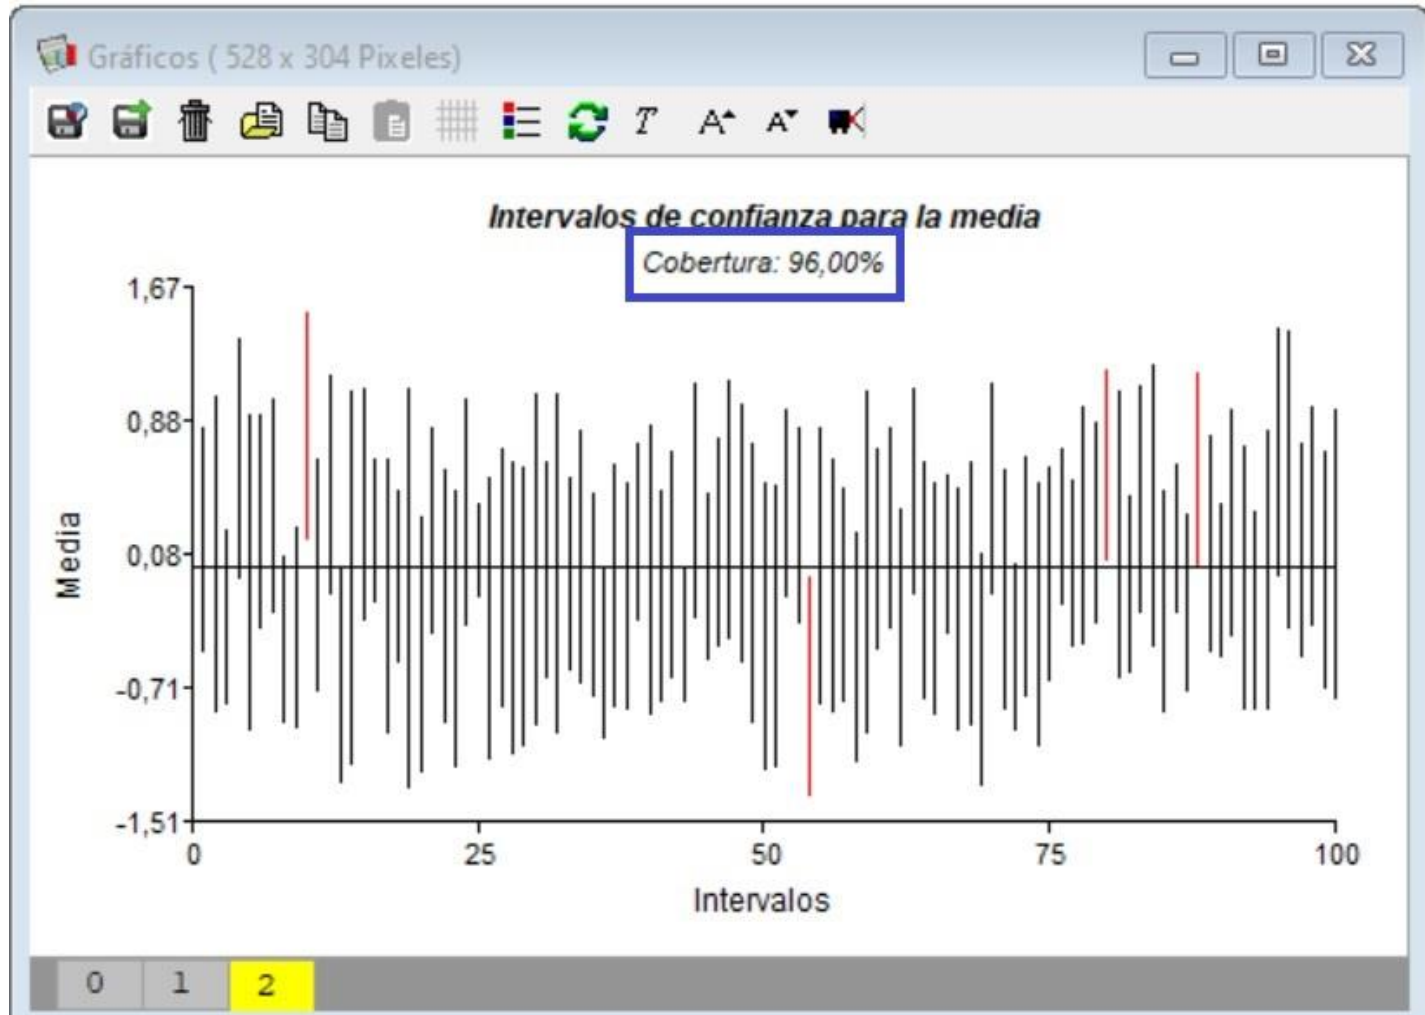 Gráficos ( 528 x 304 Pixeles)
T A A
Intervalos de confianza para la media
Cobertura: 96,00%
1,67
0,88
0,08
-0,71
-1,51
Media
0 25 50 75 100
Intervalos
0 1 2